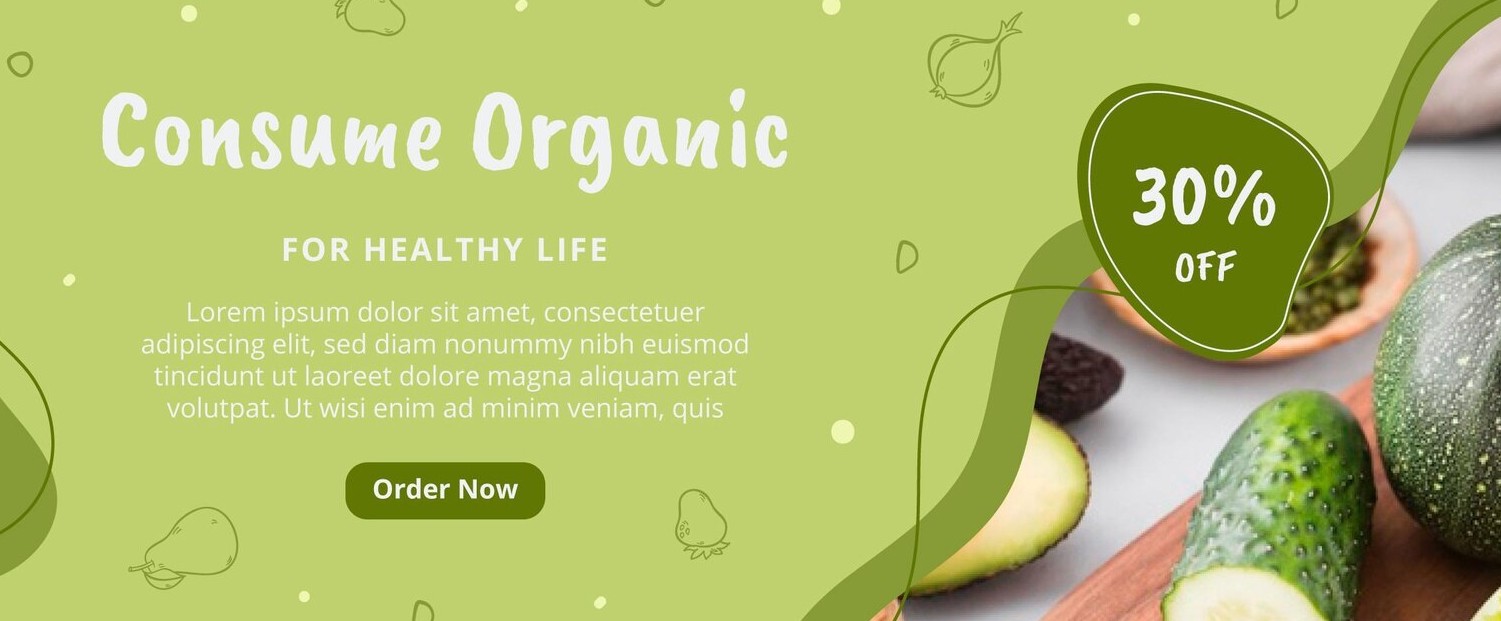 Consume Organic
FOR HEALTHY LIFE
Lorem ipsum dolor sit amet, consectetuer
adipiscing elit, sed diam nonummy nibh euismod
tincidunt ut laoreet dolore magna aliquam erat
volutpat. Ut wisi enim ad minim veniam, quis
Order Now
30%
OFF